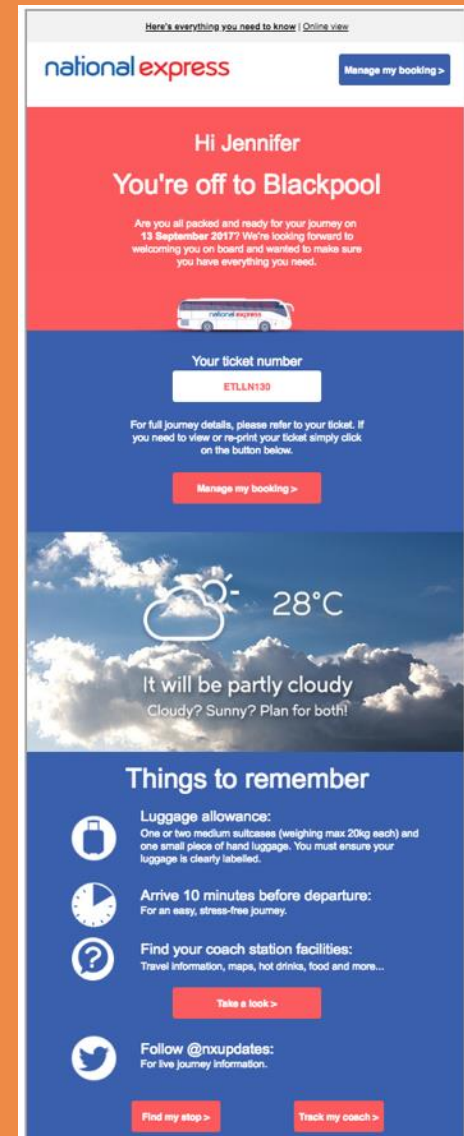 Here's everything you need to know | Online view
national express
Manage my booking >
Hi Jennifer
You're off to Blackpool
Are you all packed and ready for your journey on
13 September 2017? We're looking forward to
welcoming you on board and wanted to make sure
you have everything you need.
national express
Your ticket number
ETLLN130
For full journey details, please refer to your ticket. If
you need to view or re-print your ticket simply click
on the button below.
Manage my booking >
28°C
It will be partly cloudy
Cloudy? Sunny? Plan for both!
Things to remember
Luggage allowance:
One or two medium suitcases (weighing max 20kg each) and
one small piece of hand luggage. You must ensure your
luggage is clearly labelled.
Arrive 10 minutes before departure:
For an easy, stress-free journey.
Find your coach station facilities:
Travel information, maps, hot drinks, food and more...
Take a look >
Follow @nxupdates:
For live journey information.
Find my stop >
Track my coach >